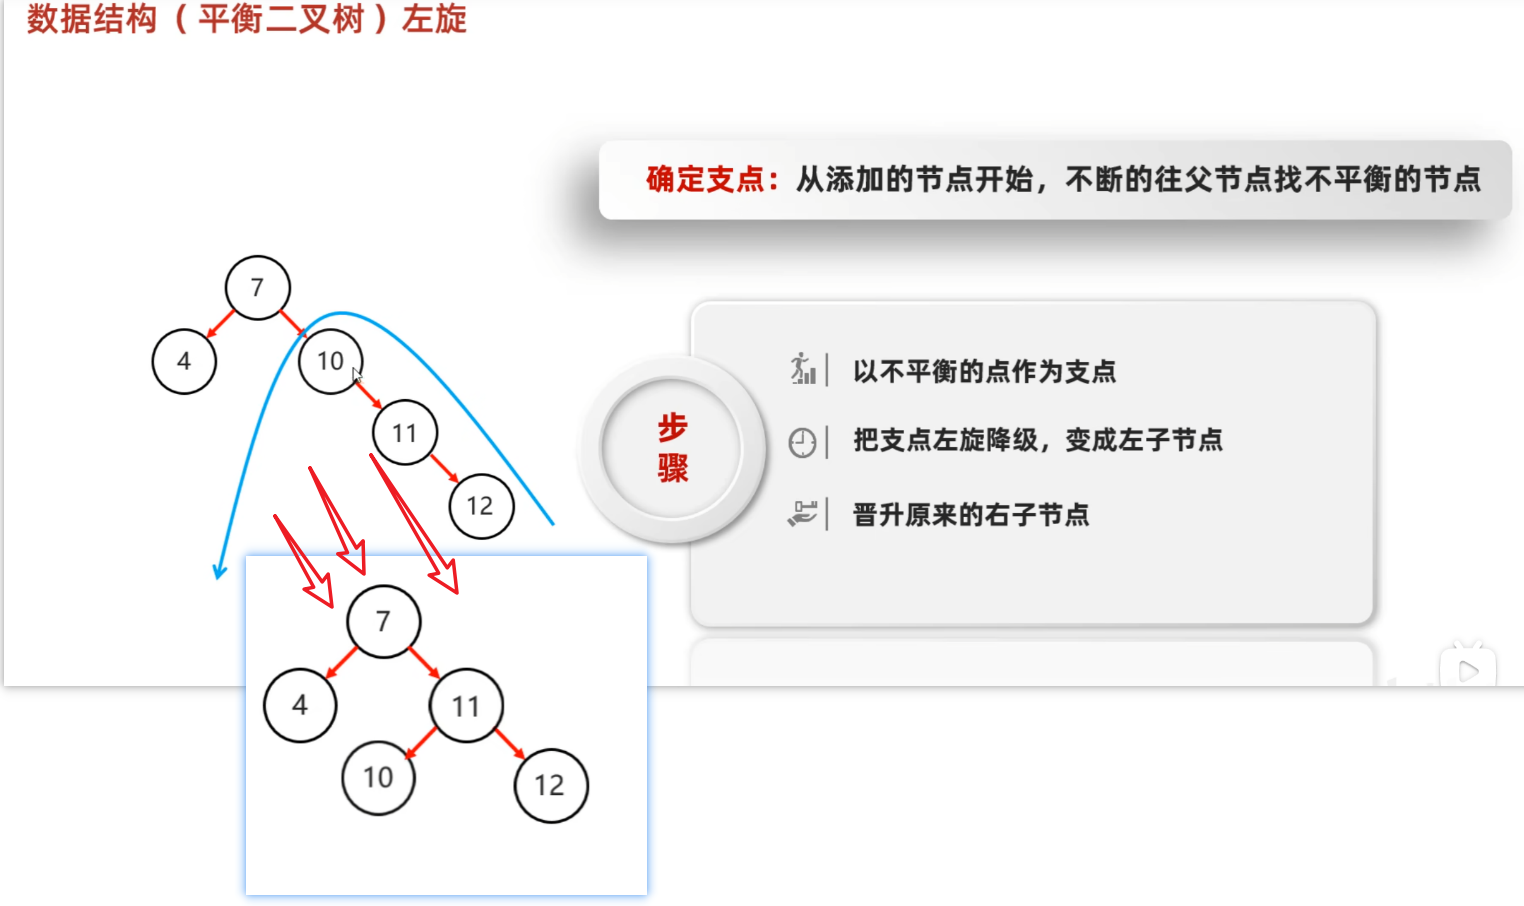 数据结构（平衡二叉树）左旋
确定支点：从添加的节点开始，不断的往父节点找不平衡的节点
7
4
10
11
12
步
骤
以不平衡的点作为支点
把支点左旋降级，变成左子节点
晋升原来的右子节点
7
4
11
10
12